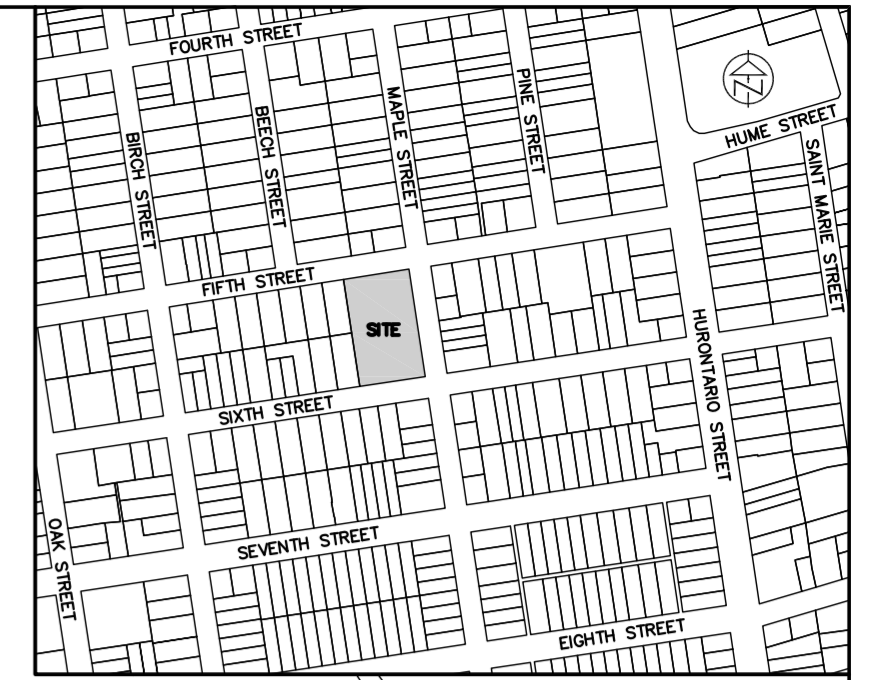 FOURTH STREET
PINE STREET
MAPLE STREET
BEECH STREET
BIRCH STREET
N
HUME STREET
SAINT MARIE STREET
FIFTH STREET
SITE
HURONTARIO STREET
SIXTH STREET
OAK STREET
SEVENTH STREET
EIGHTH STREET